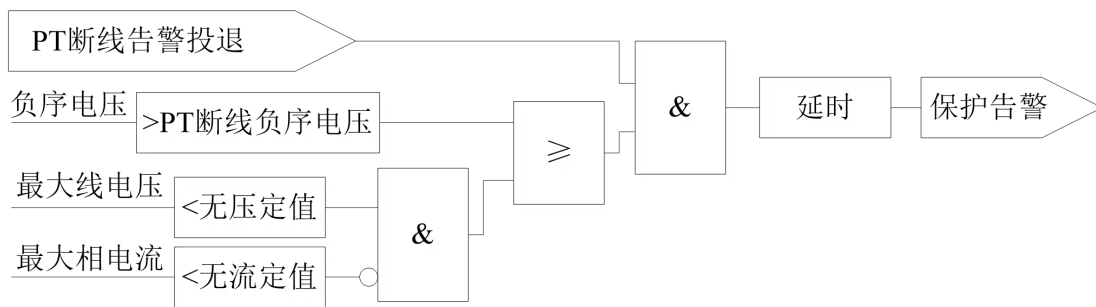 PT断线告警投退
负序电压
>PT断线负序电压
&
延时
保护告警
≥
最大线电压
<无压定值
&
最大相电流
<无流定值